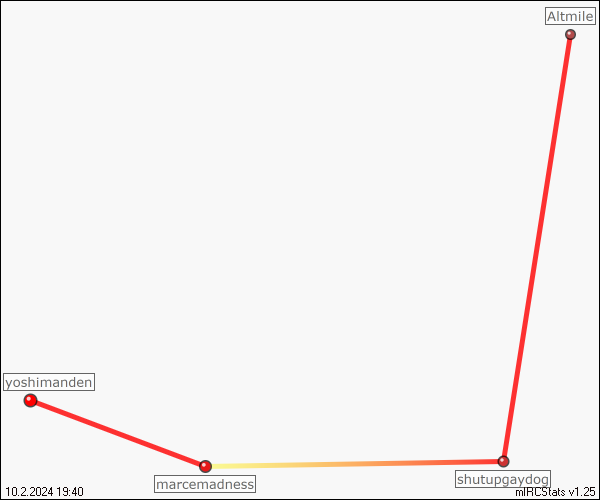 Altmile
yoshimanden
marcemadness
shutupgaydog
10.2.2024 19:40
mIRCStats v1.25